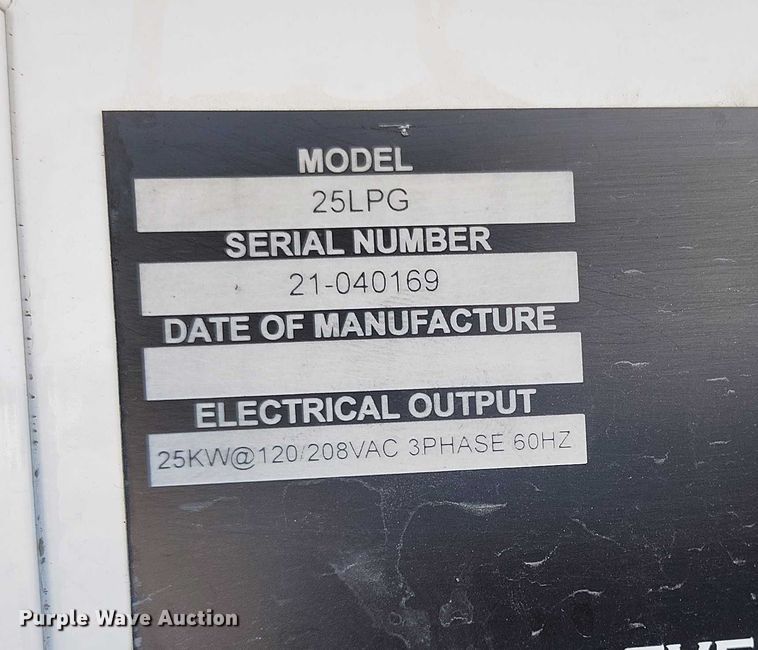 MODEL
25LPG
SERIAL NUMBER
21-040169
DATE OF MANUFACTURE
ELECTRICAL OUTPUT
25KW@120/208VAC 3PHASE 60HZ
Purple Wave Auction